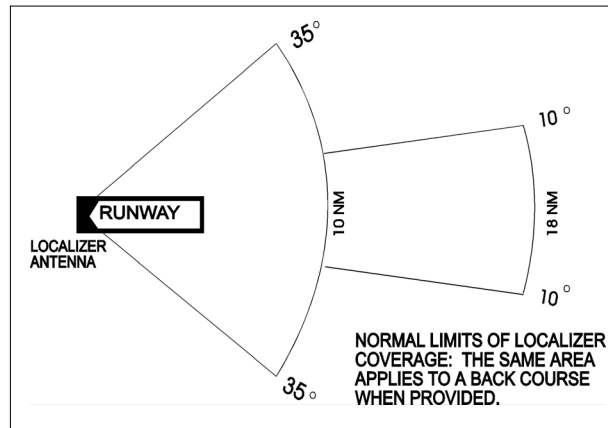 35°
10°
RUNWAY
10 NM
18 NM
LOCALIZER
ANTENNA
10°
35°
NORMAL LIMITS OF LOCALIZER
COVERAGE: THE SAME AREA
APPLIES TO A BACK COURSE
WHEN PROVIDED.